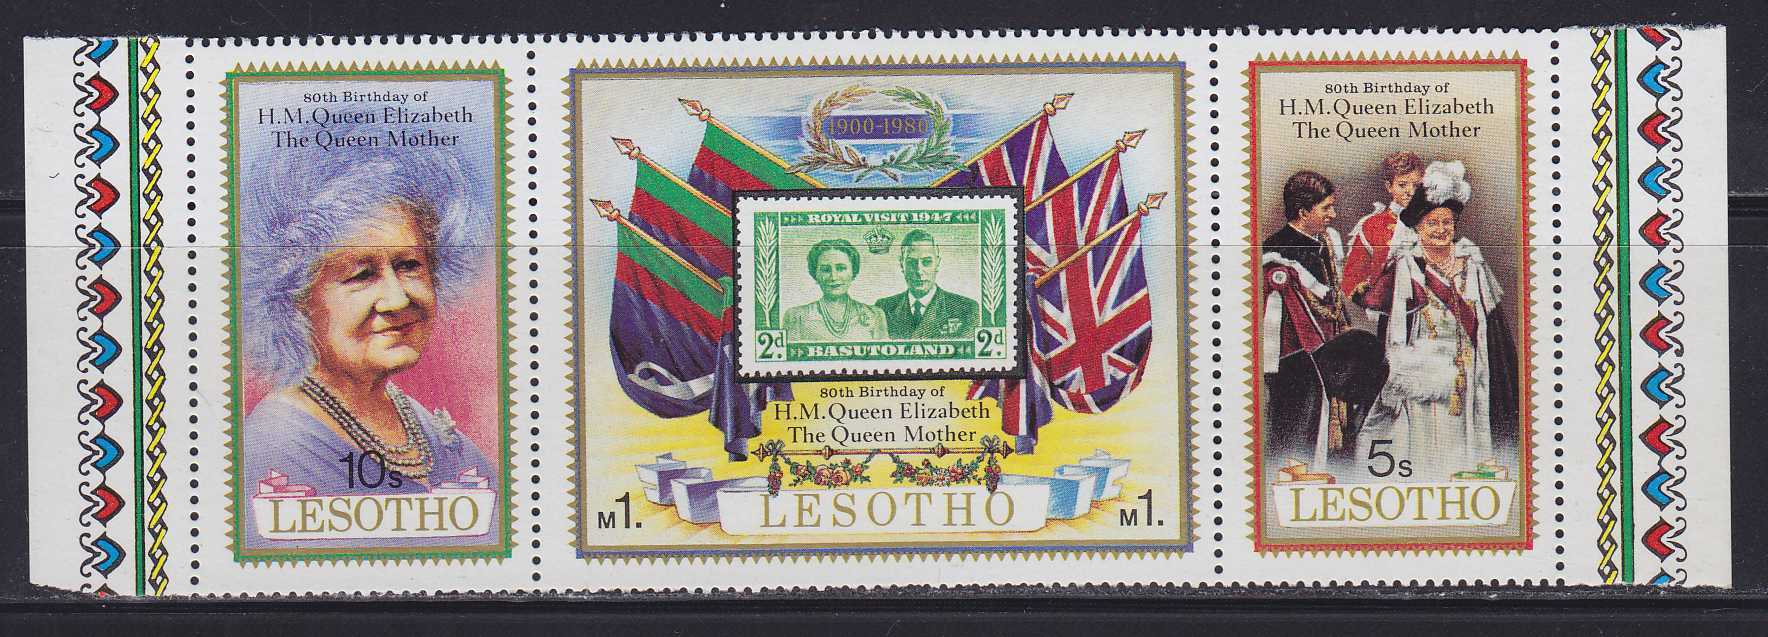 80th Birthday of
H.M.Queen Elizabeth
The Queen Mother
10s
LESOTHO
1900-1980
ROYAL VISIT 1947
2d.
2d.
BASUTOLAND
80th Birthday of
H.M.Queen Elizabeth
The Queen Mother
M1.
LESOTHO
M1.
80th Birthday of
H.M.Queen Elizabeth
The Queen Mother
5s
LESOTHO